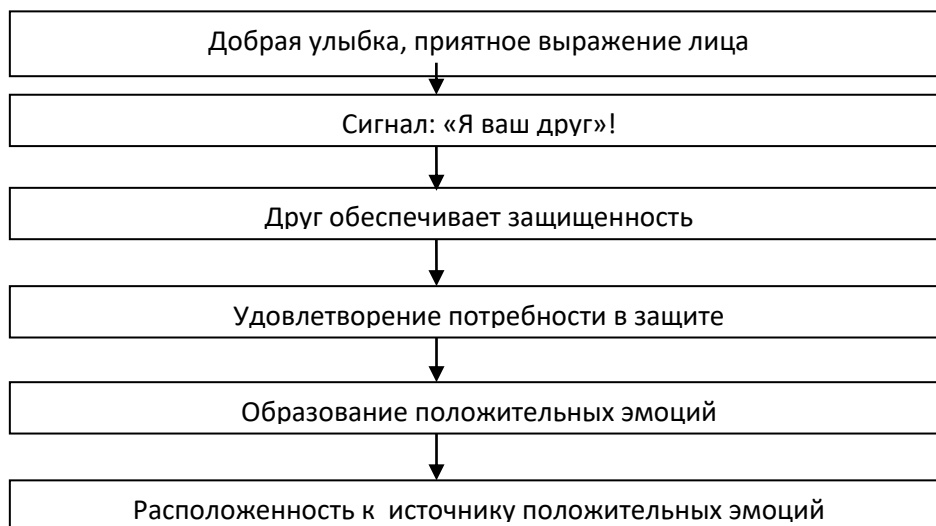 Добрая улыбка, приятное выражение лица
Сигнал: «Я ваш друг»!
Друг обеспечивает защищенность
Удовлетворение потребности в защите
Образование положительных эмоций
Расположенность к источнику положительных эмоций